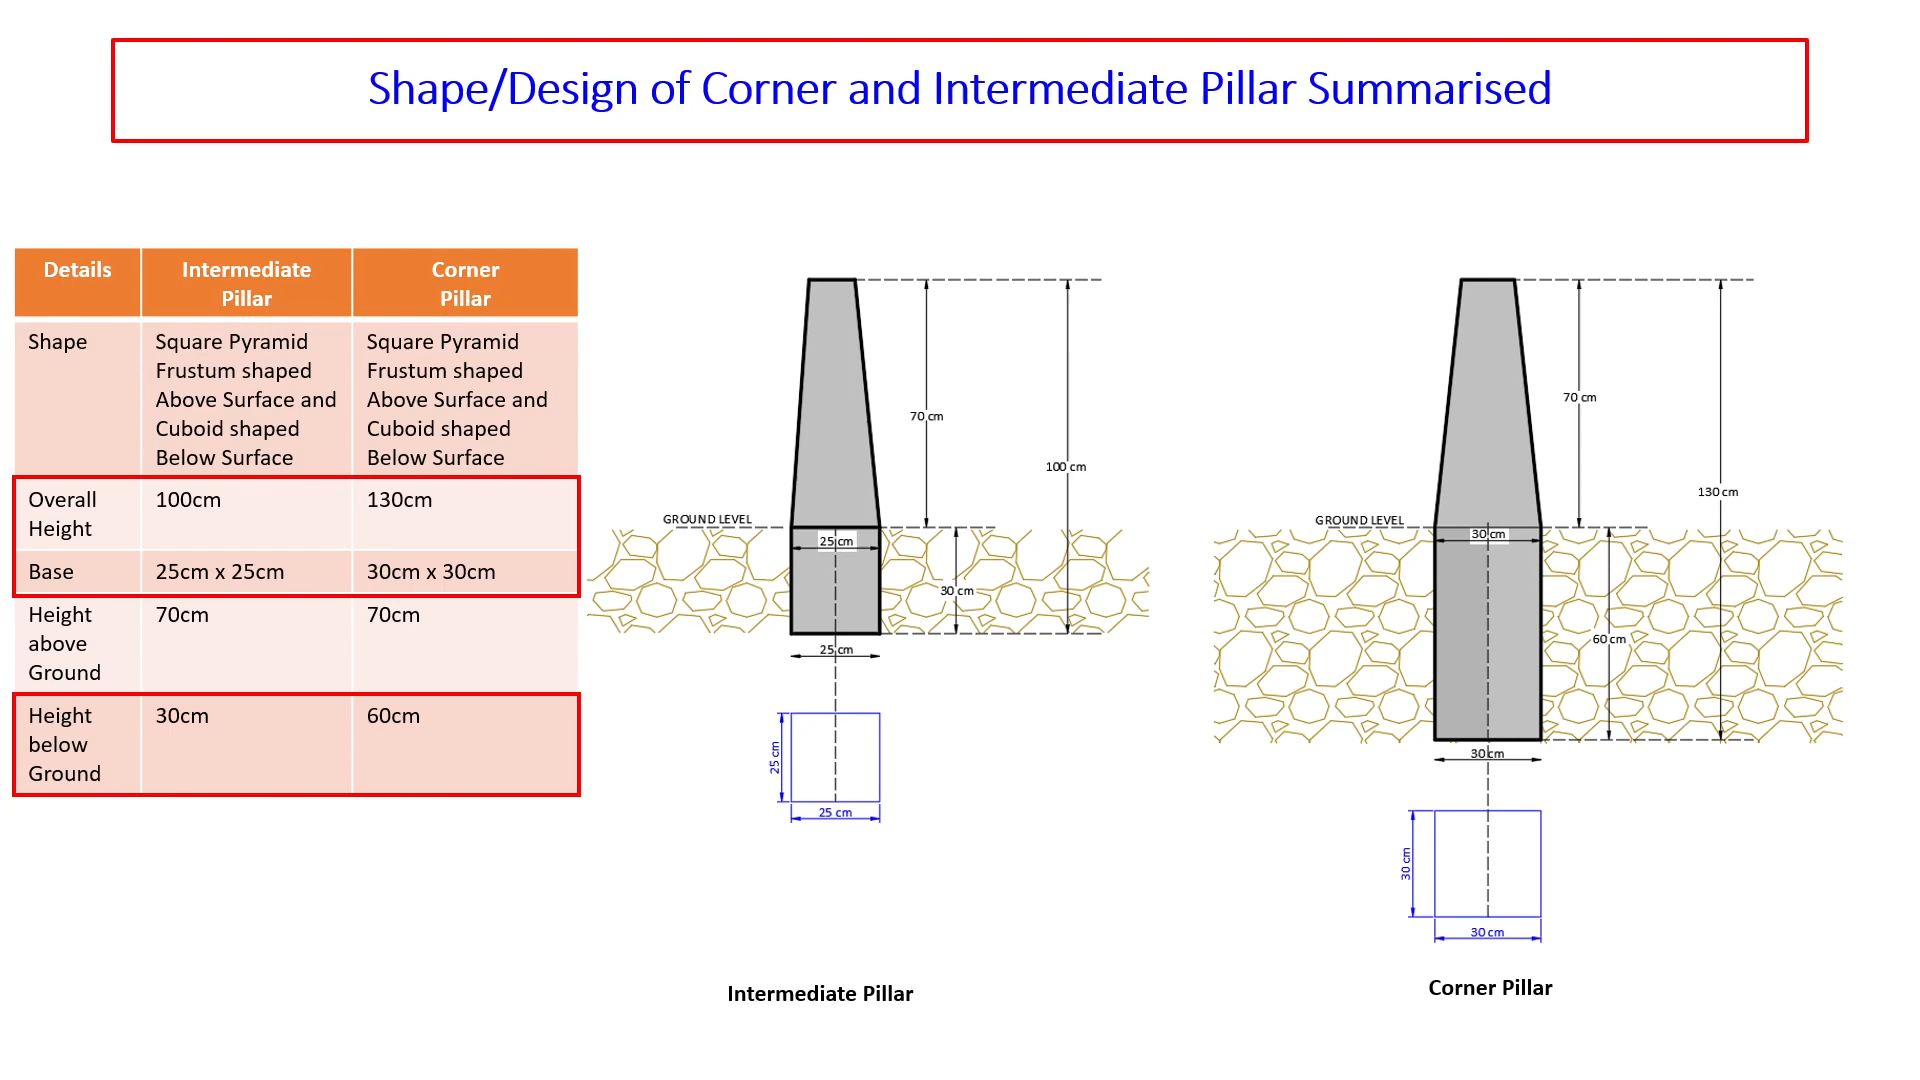 Shape/Design of Corner and Intermediate Pillar Summarised
Details
Intermediate
Pillar
Corner
Pillar
Shape
Square Pyramid
Frustum shaped
Above Surface and
Cuboid shaped
Below Surface
Square Pyramid
Frustum shaped
Above Surface and
Cuboid shaped
Below Surface
Overall
Height
100cm
130cm
Base
25cm x 25cm
30cm x 30cm
Height
above
Ground
70cm
70cm
Height
below
Ground
30cm
60cm
70 cm
100 cm
GROUND LEVEL
25 cm
30 cm
25 cm
25 cm
25 cm
Intermediate Pillar
70 cm
130 cm
GROUND LEVEL
30 cm
60 cm
30 cm
30 cm
30 cm
Corner Pillar